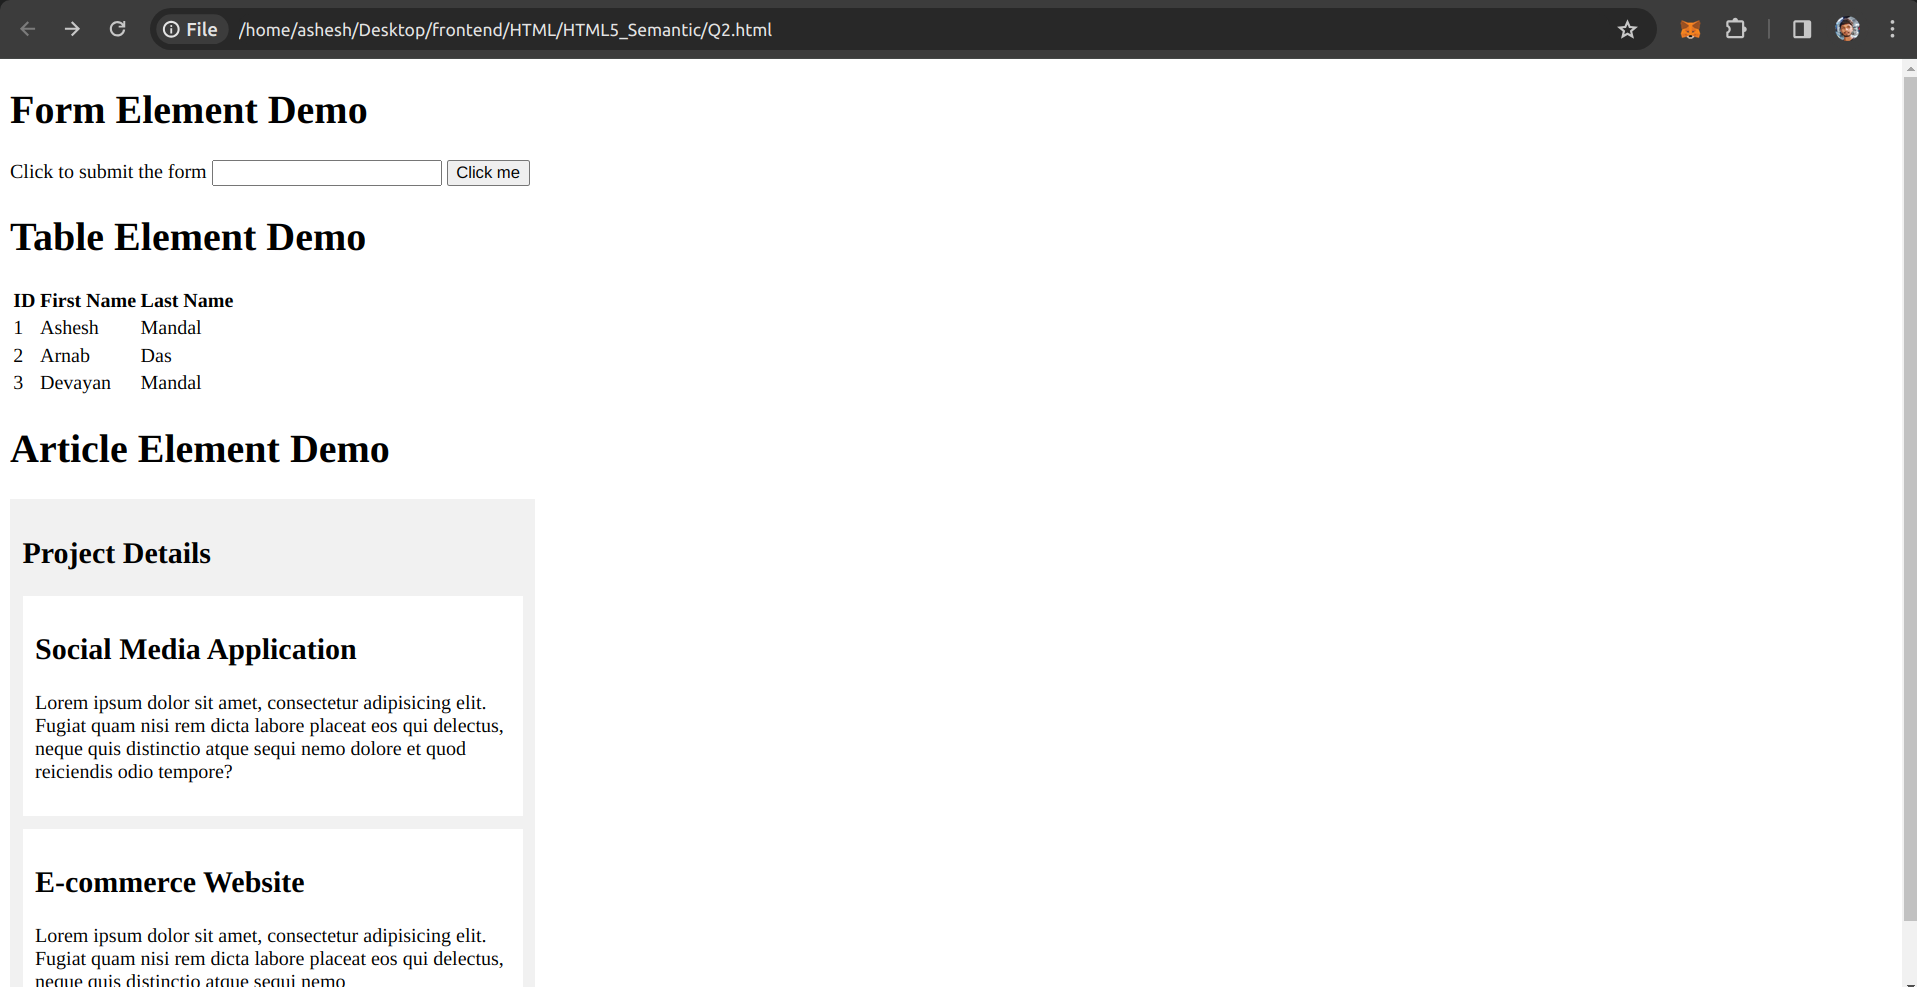 File /home/ashesh/Desktop/frontend/HTML/HTML5_Semantic/Q2.html
Form Element Demo
Click to submit the form Click me
Table Element Demo
ID First Name Last Name
1 Ashesh Mandal
2 Arnab Das
3 Devayan Mandal
Article Element Demo
Project Details
Social Media Application
Lorem ipsum dolor sit amet, consectetur adipisicing elit.
Fugiat quam nisi rem dicta labore placeat eos qui delectus,
neque quis distinctio atque sequi nemo dolore et quod
reiciendis odio tempore?
E-commerce Website
Lorem ipsum dolor sit amet, consectetur adipisicing elit.
Fugiat quam nisi rem dicta labore placeat eos qui delectus,
neque quis distinctio atque sequi nemo